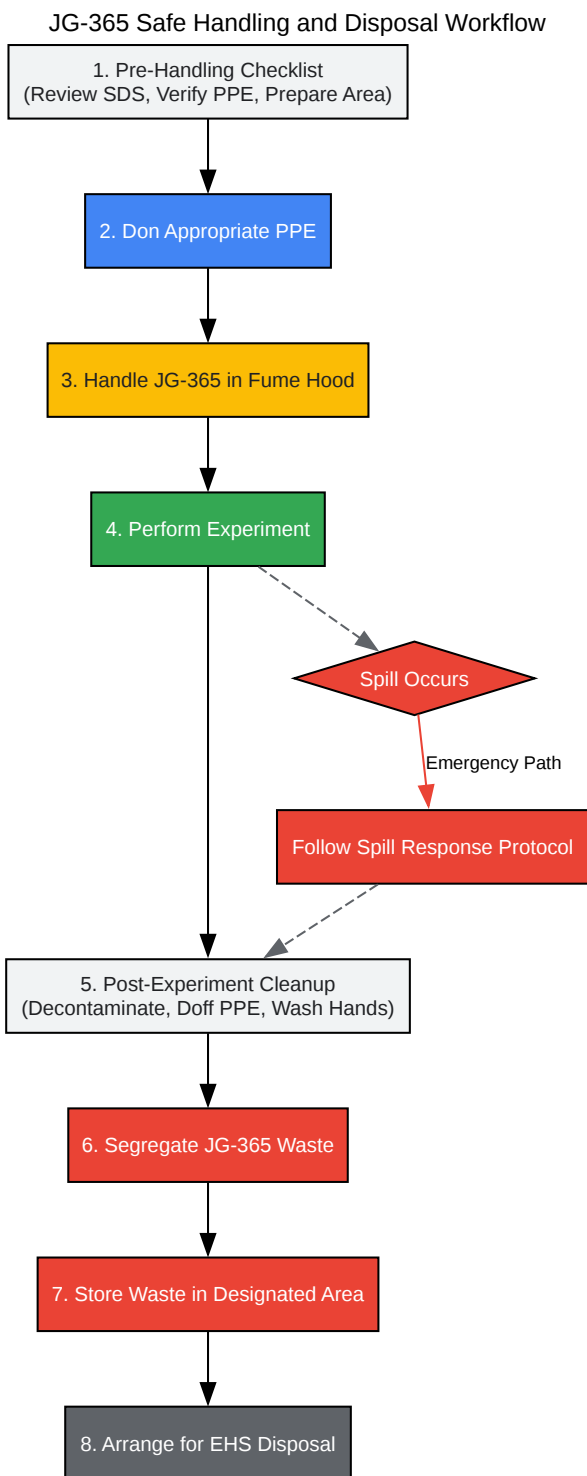 JG-365 Safe Handling and Disposal Workflow
1. Pre-Handling Checklist
(Review SDS, Verify PPE, Prepare Area)
2. Don Appropriate PPE
3. Handle JG-365 in Fume Hood
4. Perform Experiment
Spill Occurs
Emergency Path
Follow Spill Response Protocol
5. Post-Experiment Cleanup
(Decontaminate, Doff PPE, Wash Hands)
6. Segregate JG-365 Waste
7. Store Waste in Designated Area
8. Arrange for EHS Disposal